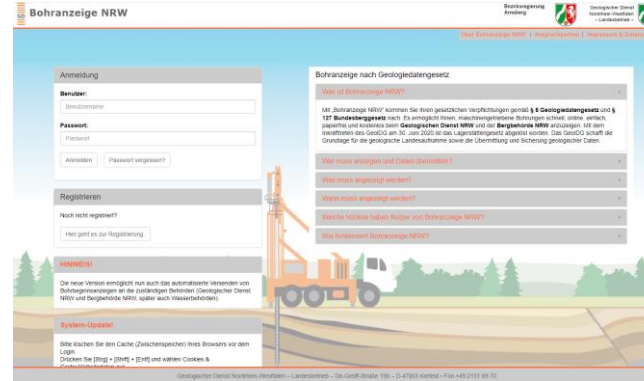 Bohranzeige NRW
Bezirksregierung
Arnsberg
Geologischer Dienst
Nordrhein-Westfalen
– Landesbetrieb –
Über Bohranzeige NRW | Ansprechpartner | Impressum &
Anmeldung
Benutzer:
Benutzername
Passwort:
Passwort
Anmelden
Passwort vergessen?
Registrieren
Noch nicht registriert?
Hier geht es zur Registrierung
HINWEIS!
Die neue Version ermöglicht nun auch das automatisierte Versenden von
Bohrbeginnsanzeigen an die zuständigen Behörden (Geologischer Dienst
NRW und Bergbehörde NRW, später auch Wasserbehörden).
System-Update!
Bitte löschen Sie den Cache (Zwischenspeicher) Ihres Browsers vor dem
Login.
Drücken Sie [Strg] + [Shift] + [Entf] und wählen Cookies &
Bohranzeige nach Geologiedatengesetz
Was ist Bohranzeige NRW?
Mit „Bohranzeige NRW“ kommen Sie Ihren gesetzlichen Verpflichtungen gemäß § 8 Geologiedatengesetz und §
127 Bundesberggesetz nach. Es ermöglicht Ihnen, maschinengetriebene Bohrungen schnell, online, einfach,
papierfrei und kostenlos beim Geologischen Dienst NRW und der Bergbehörde NRW anzuzeigen. Mit dem
Inkrafttreten des GeolDG am 30. Juni 2020 ist das Lagerstättengesetz abgelöst worden. Das GeolDG schafft die
Grundlage für die geologische Landesaufnahme sowie die Übermittlung und Sicherung geologischer Daten.
Wer muss anzeigen und Daten übermitteln?
Was muss angezeigt werden?
Wann muss angezeigt werden?
Welche Vorteile haben Nutzer von Bohranzeige NRW?
Wie funktioniert Bohranzeige NRW?
Geologischer Dienst Nordrhein-Westfalen – Landesbetrieb – De-Greiff-Straße 195 – D-47803 Krefeld - Fon +49 2151 89 70